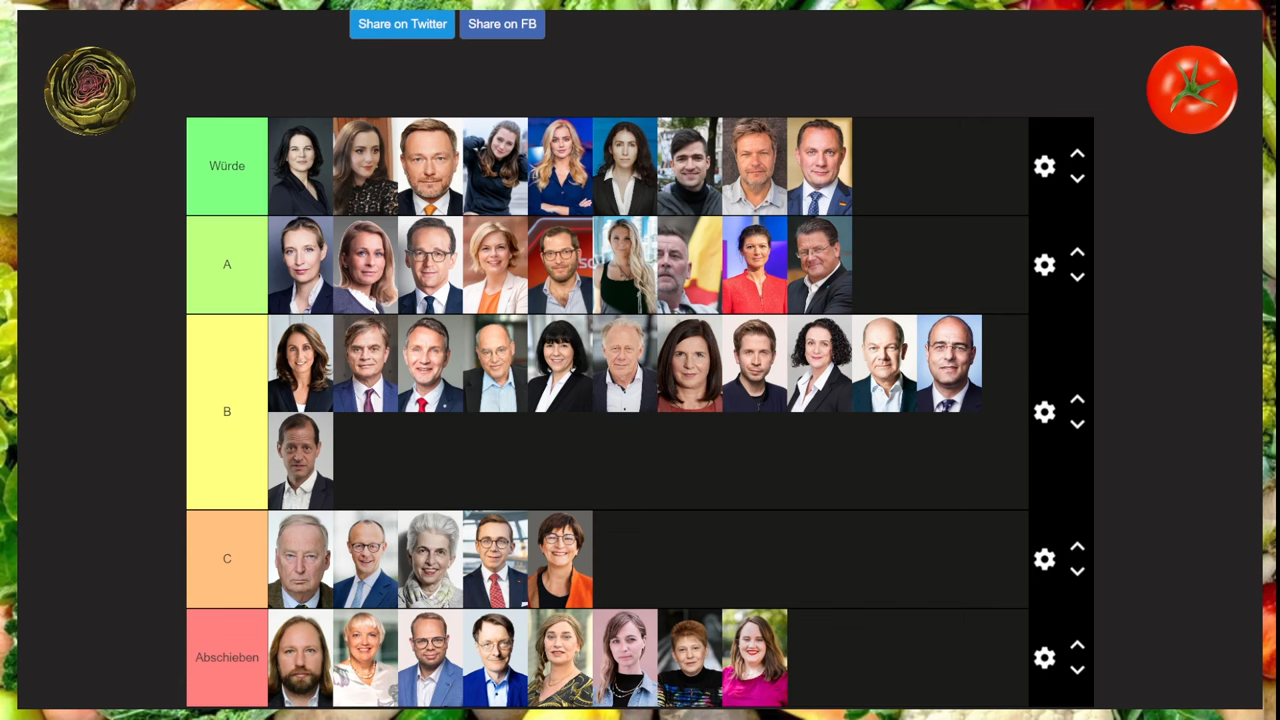 Share on Twitter
Share on FB
Würde
A
B
C
Abschieben